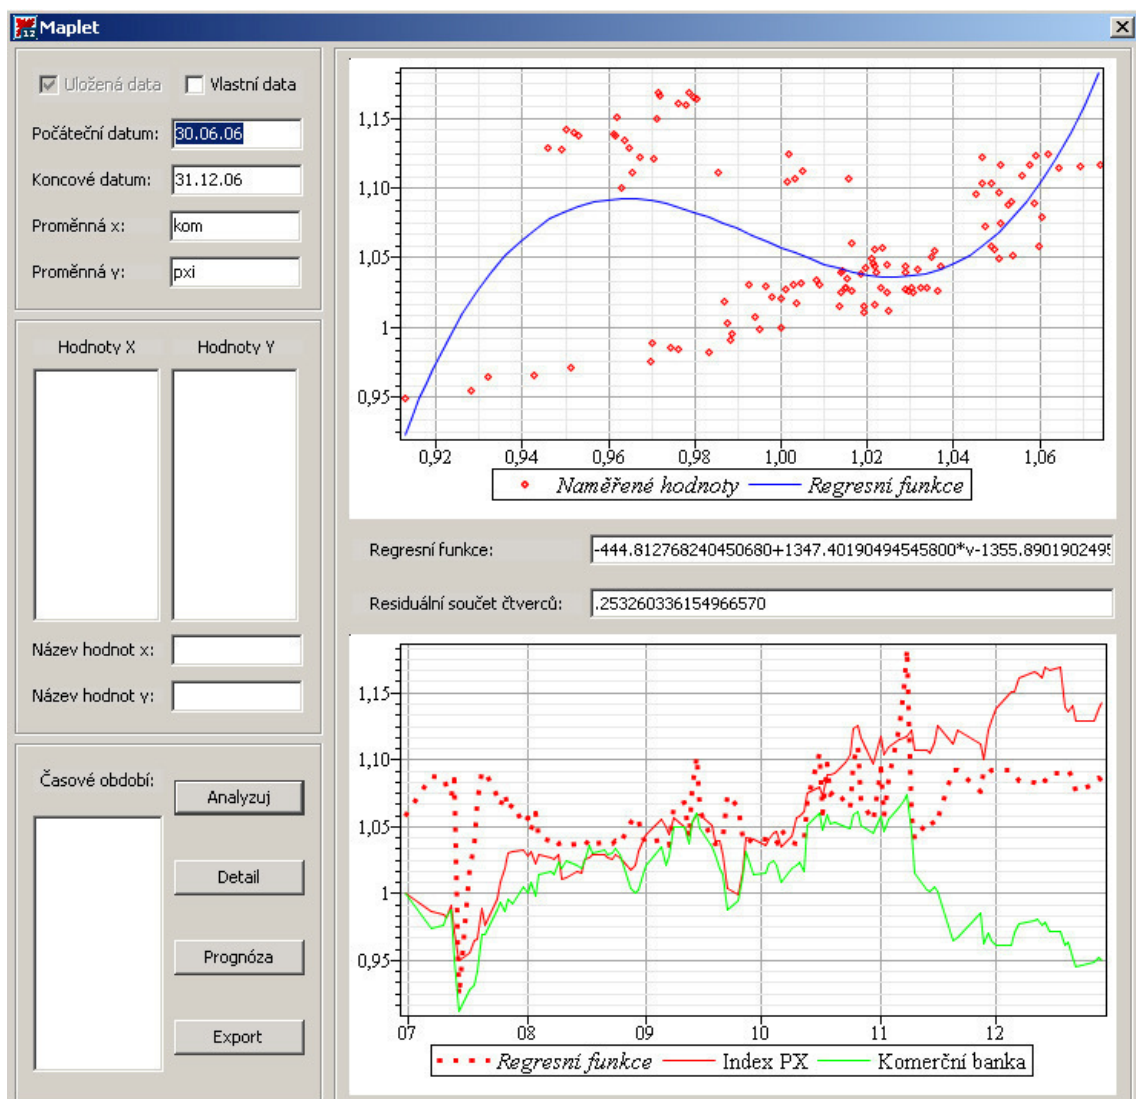 Maplet
Uložená data
Vlastní data
Počáteční datum: 30.06.06
Koncové datum: 31.12.06
Proměnná x: kom
Proměnná y: pxi
Hodnoty X
Hodnoty Y
Název hodnot x:
Název hodnot y:
Časové období:
Analyzuj
Detail
Prognóza
Export
1,15
1,10
1,05
1
0,95
0,92 0,94 0,96 0,98 1,00 1,02 1,04 1,06
Naměřené hodnoty Regresní funkce
Regresní funkce: -444.812768240450680+1347.40190494545800*v-1355.8901902495
Residuální součet čtverců: .253260336154966570
1,15
1,10
1,05
1
0,95
07 08 09 10 11 12
Regresní funkce Index PX Komerční banka